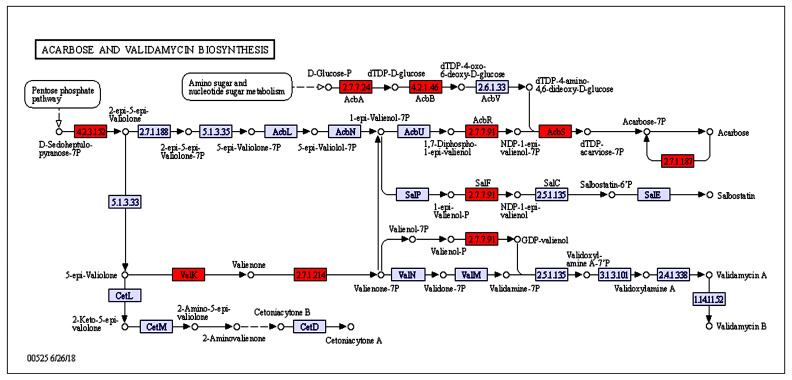 ACARBOSE AND VALIDAMYCIN BIOSYNTHESIS
Pentose phosphate
pathway
Amino sugar and
nucleotide sugar metabolism
D-Glucose-P
2.7.7.24
AcbA
dTDP-D-glucose
4.2.1.46
AcbB
dTDP-4-oxo-
6-deoxy-D-glucose
2.6.1.33
AcbV
dTDP-4-amino-
4,6-dideoxy-D-glucose
D-Sedoheptulo-
pyranose-7P
4.2.3.152
2-epi-5-epi-
Valiolone
2.7.1.188
2-epi-5-epi-
Valiolone-7P
5.1.3.35
5-epi-Valiolone-7P
AcbL
5-epi-Valiolol-7P
AcbN
1-epi-Valienol-7P
AcbU
1,7-Diphospho-
1-epi-valienol
AcbR
2.7.7.91
NDP-1-epi-
valienol-7P
AcbS
dTDP-
acarviose-7P
Acarbose-7P
2.7.1.187
Acarbose
5.1.3.33
SalP
1-epi-
Valienol-P
SalF
2.7.7.91
NDP-1-epi-
valienol
SalC
2.5.1.135
Salbostatin-6'P
SalE
Salbostatin
Valienol-7P
Valienol-P
2.7.7.91
GDP-valienol
5-epi-Valiolone
ValK
Valienone
2.7.1.214
Valienone-7P
ValN
Validone-7P
ValM
Validamine-7P
2.5.1.135
Validoxyl-
amine A-7'P
3.1.3.101
Validoxylamine A
2.4.1.338
Validamycin A
1.14.11.52
Validamycin B
CetL
2-Keto-5-epi-
valiolone
CetM
2-Amino-5-epi-
valiolone
2-Aminovalienone
Cetoniacytone B
CetD
Cetoniacytone A
00525 6/26/18